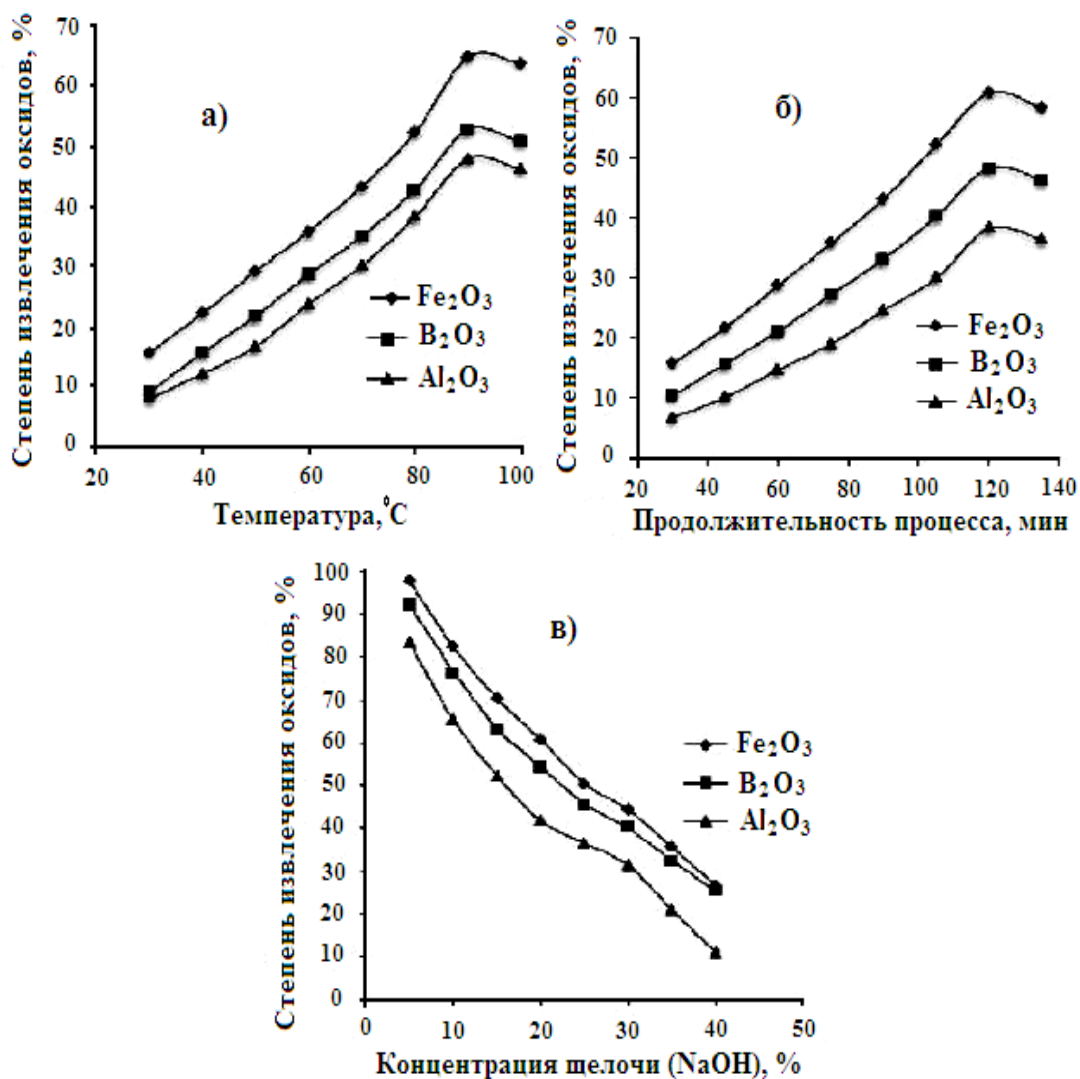 Степень извлечения оксидов, %
70
60
50
40
30
20
10
0
20 40 60 80 100
Температура,°С
а)
Fe₂O₃
B₂O₃
Al₂O₃
Степень извлечения оксидов, %
70
60
50
40
30
20
10
0
20 40 60 80 100 120 140
Продолжительность процесса, мин
б)
Fe₂O₃
B₂O₃
Al₂O₃
Степень извлечения оксидов, %
100
90
80
70
60
50
40
30
20
10
0
0 10 20 30 40 50
Концентрация щелочи (NaOH), %
в)
Fe₂O₃
B₂O₃
Al₂O₃